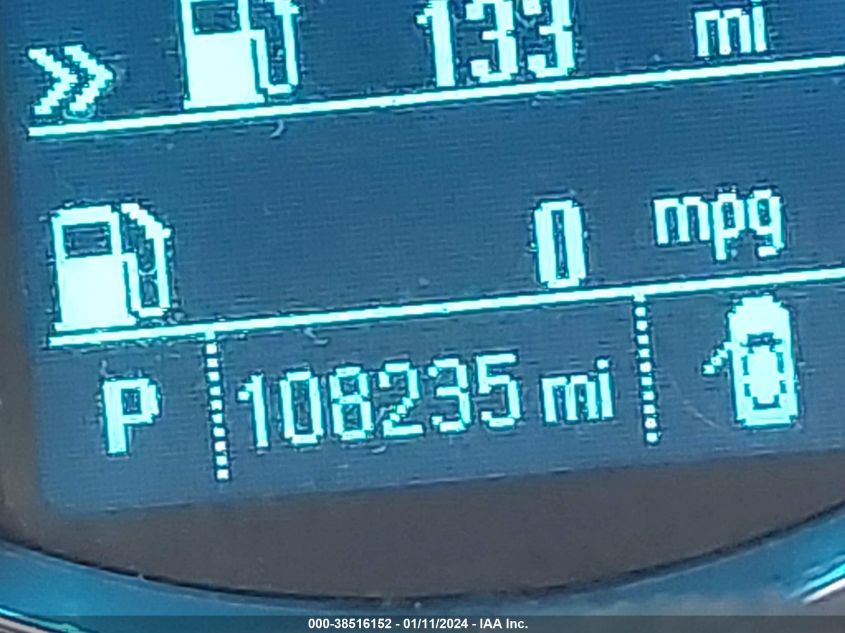 133 mi
0 mpg
P 108235 mi
000-38516152 - 01/11/2024 - IAA Inc.